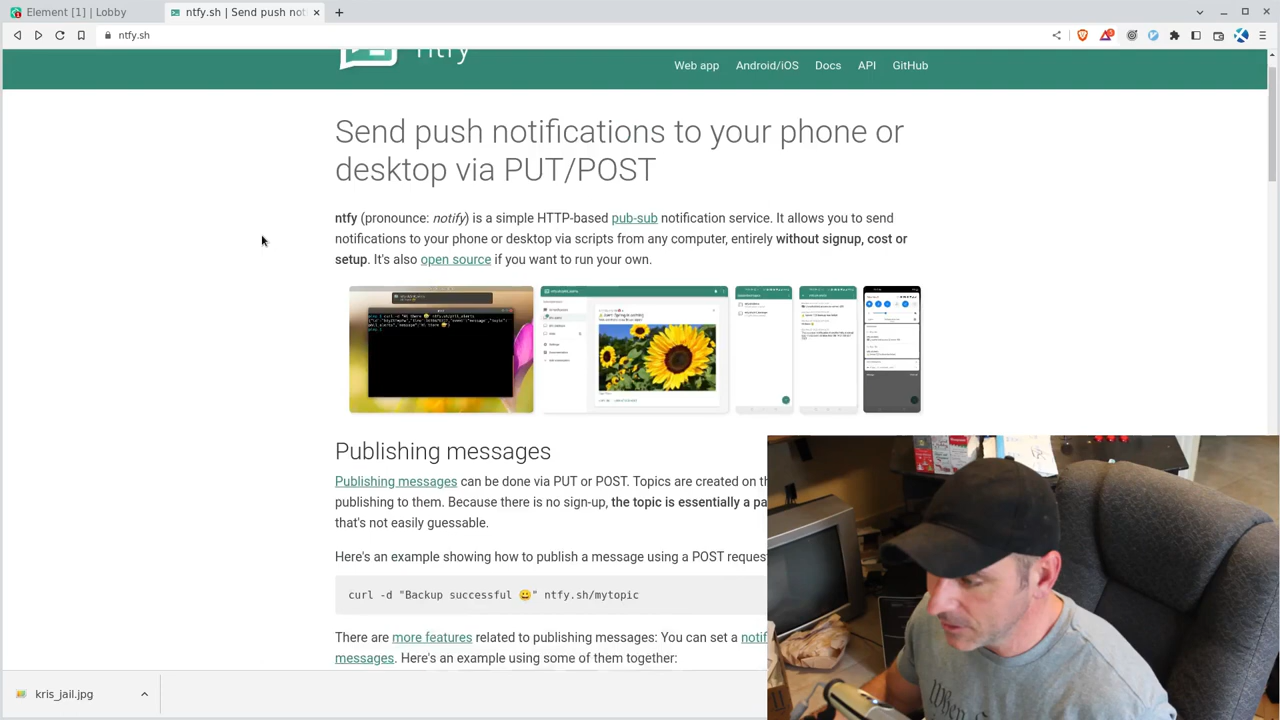 Element [1] | Lobby
ntfy.sh | Send push not
ntfy.sh
ntfy
Web app Android/iOS Docs API GitHub
Send push notifications to your phone or
desktop via PUT/POST
ntfy (pronounce: notify) is a simple HTTP-based pub-sub notification service. It allows you to send
notifications to your phone or desktop via scripts from any computer, entirely without signup, cost or
setup. It's also open source if you want to run your own.
Publishing messages
Publishing messages can be done via PUT or POST. Topics are created on th
publishing to them. Because there is no sign-up, the topic is essentially a pa
that's not easily guessable.
Here's an example showing how to publish a message using a POST reques
curl -d "Backup successful 😀" ntfy.sh/mytopic
There are more features related to publishing messages: You can set a notif
messages. Here's an example using some of them together:
kris_jail.jpg